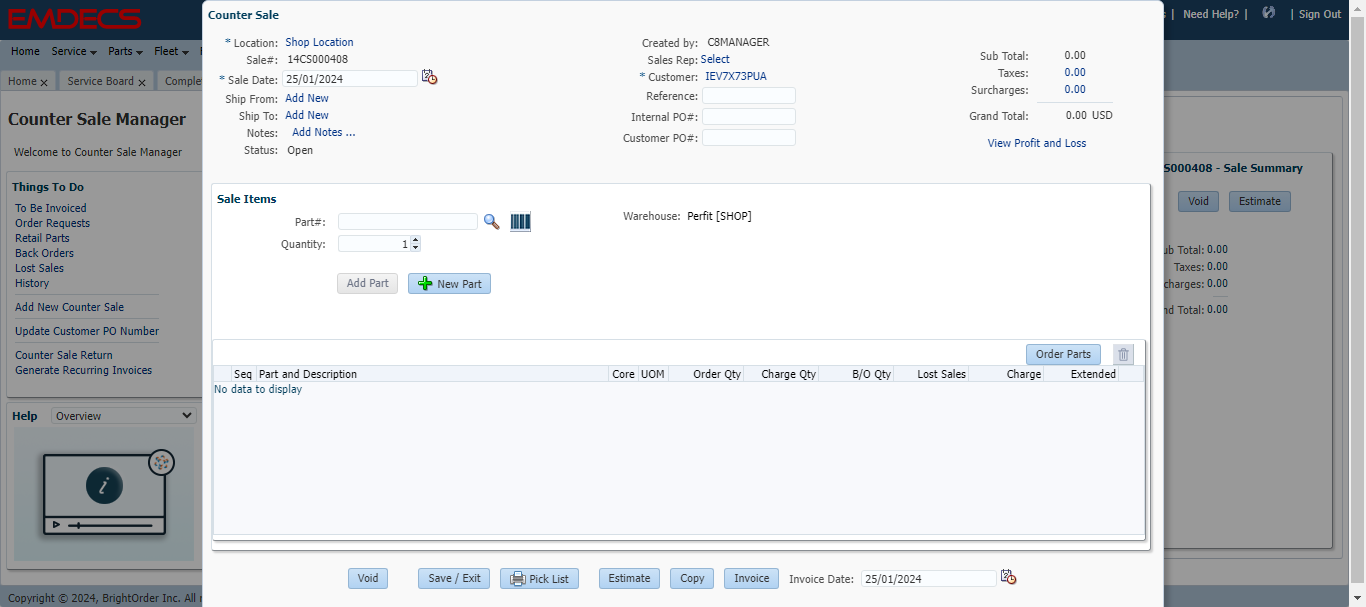 EMDECS
Need Help? |
| Sign Out
Home Service Parts Fleet
Home x Service Board x Comple
Counter Sale Manager
Welcome to Counter Sale Manager
Things To Do
To Be Invoiced
Order Requests
Retail Parts
Back Orders
Lost Sales
History
Add New Counter Sale
Update Customer PO Number
Counter Sale Return
Generate Recurring Invoices
Help Overview
i
Copyright © 2024, BrightOrder Inc. All r
Counter Sale
* Location: Shop Location
Sale#: 14CS000408
* Sale Date: 25/01/2024
Ship From: Add New
Ship To: Add New
Notes: Add Notes ...
Status: Open
Created by: C8MANAGER
Sales Rep: Select
* Customer: IEV7X73PUA
Reference:
Internal PO#:
Customer PO#:
Sub Total: 0.00
Taxes: 0.00
Surcharges: 0.00
Grand Total: 0.00 USD
View Profit and Loss
Sale Items
Part#:
Quantity: 1
Warehouse: Perfit [SHOP]
Add Part New Part
Order Parts
Seq Part and Description Core UOM Order Qty Charge Qty B/O Qty Lost Sales Charge Extended
No data to display
Void Save / Exit Pick List Estimate Copy Invoice Invoice Date: 25/01/2024
S000408 - Sale Summary
Void Estimate
ub Total: 0.00
Taxes: 0.00
charges: 0.00
nd Total: 0.00